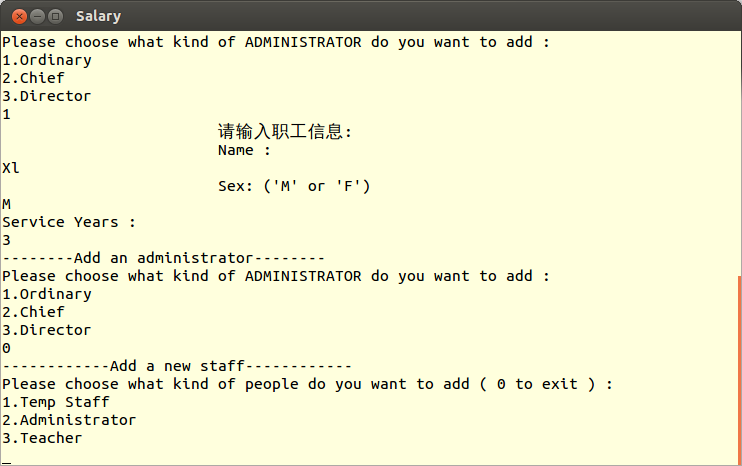 Salary
Please choose what kind of ADMINISTRATOR do you want to add :
1.Ordinary
2.Chief
3.Director
1
请输入职工信息:
Name :
Xl
Sex: ('M' or 'F')
M
Service Years :
3
--------Add an administrator--------
Please choose what kind of ADMINISTRATOR do you want to add :
1.Ordinary
2.Chief
3.Director
0
------------Add a new staff------------
Please choose what kind of people do you want to add ( 0 to exit ) :
1.Temp Staff
2.Administrator
3.Teacher
_